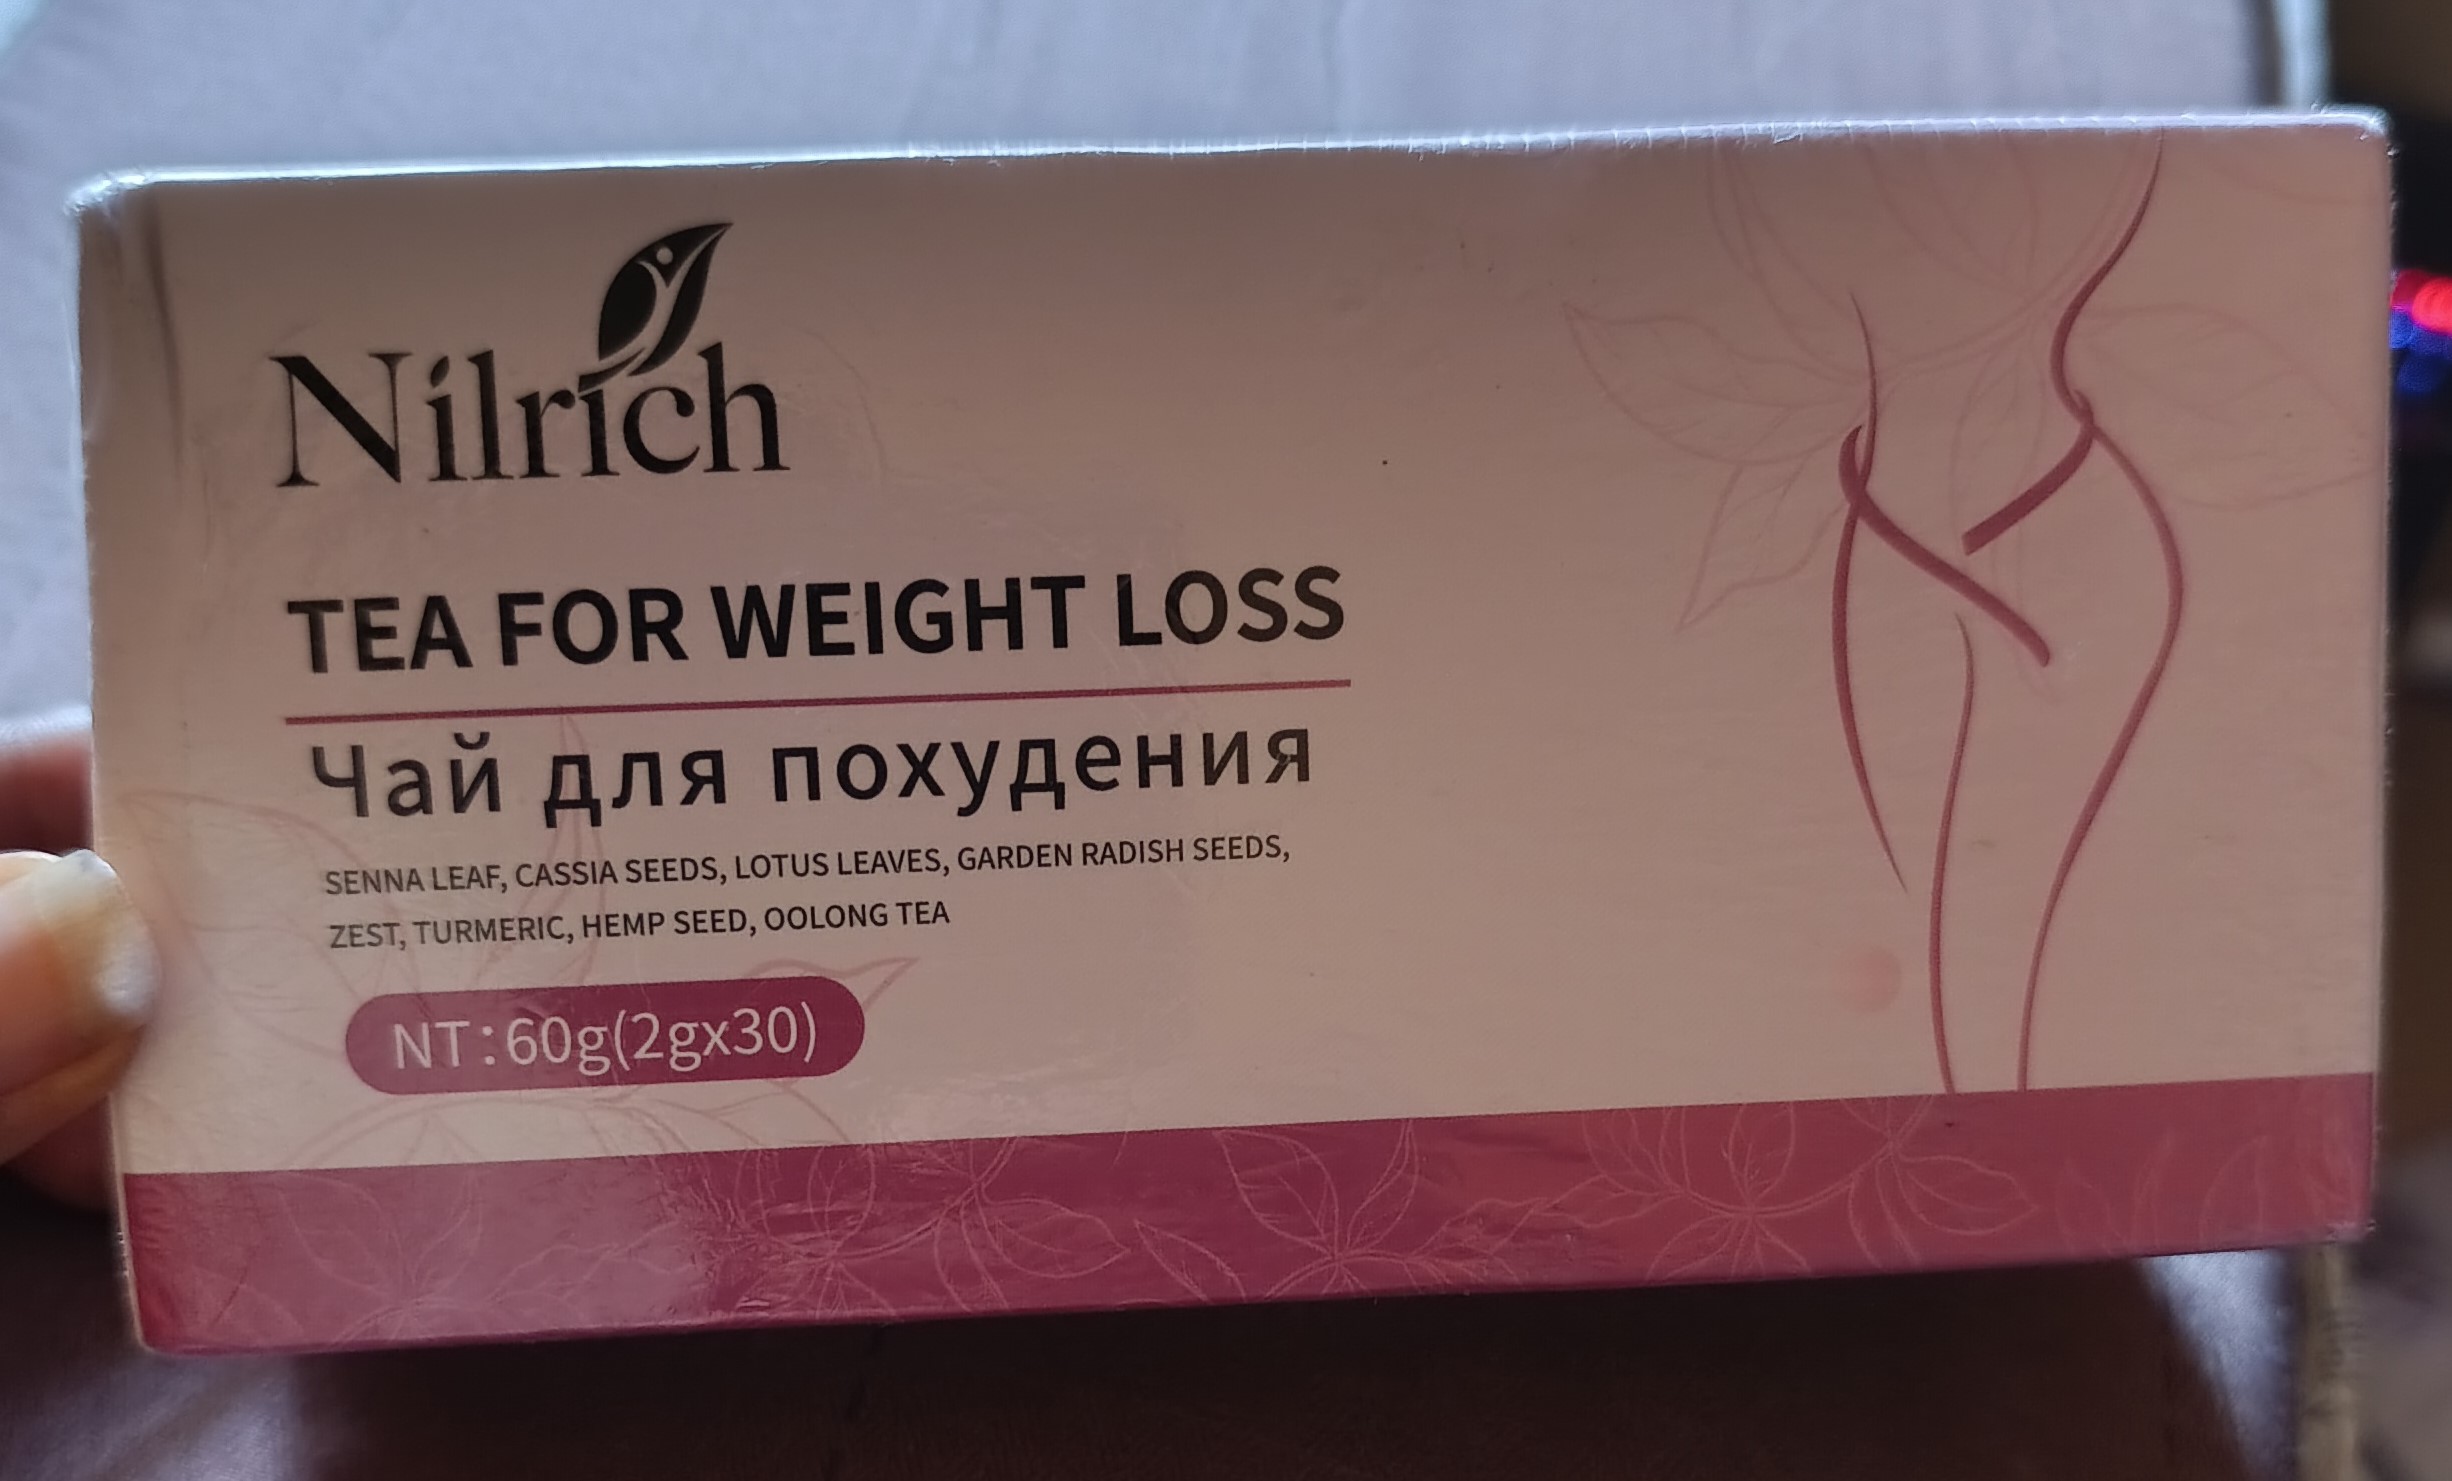 Nilrich
TEA FOR WEIGHT LOSS
Чай для похудения
SENNA LEAF, CASSIA SEEDS, LOTUS LEAVES, GARDEN RADISH SEEDS,
ZEST, TURMERIC, HEMP SEED, OOLONG TEA
NT:60g(2gx30)